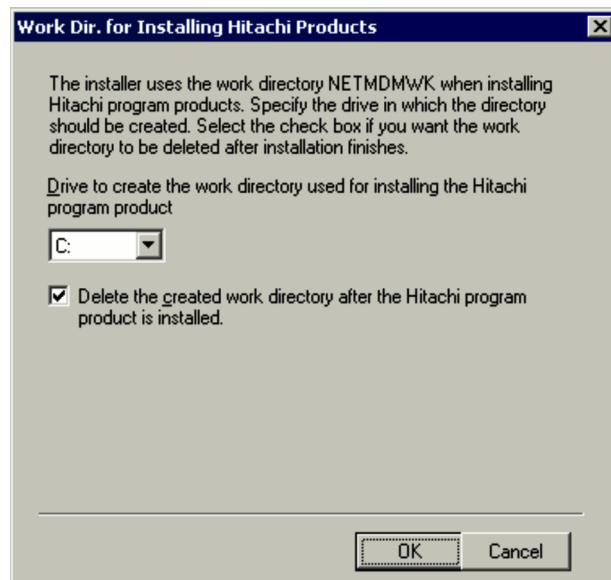 Work Dir. for Installing Hitachi Products
The installer uses the work directory NETMDMWK when installing
Hitachi program products. Specify the drive in which the directory
should be created. Select the check box if you want the work
directory to be deleted after installation finishes.
Drive to create the work directory used for installing the Hitachi
program product
C:
Delete the created work directory after the Hitachi program
product is installed.
OK Cancel